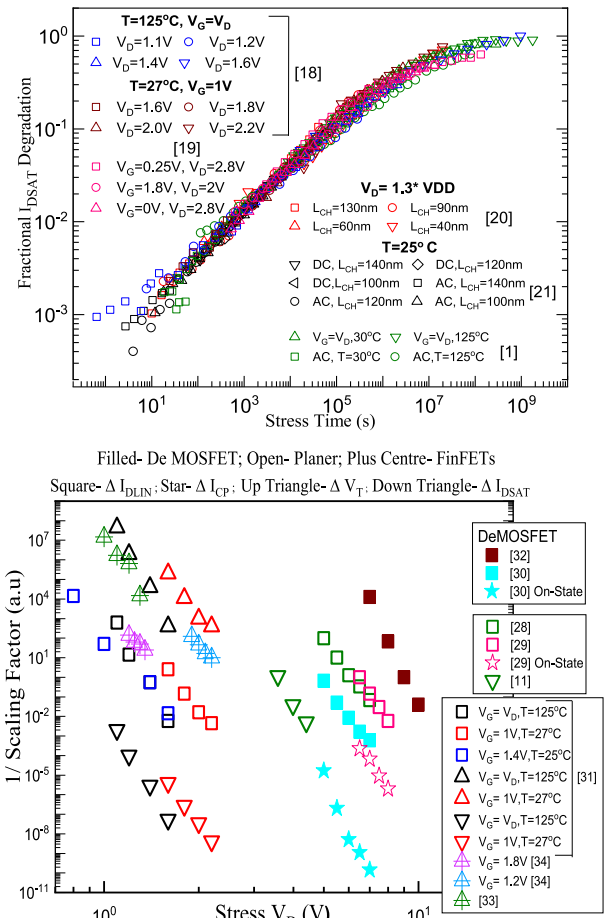 T=125°C, V_G=V_D
V_D=1.1V V_D=1.2V
V_D=1.4V V_D=1.6V
[18]
T=27°C, V_G=1V
V_D=1.6V V_D=1.8V
V_D=2.0V V_D=2.2V
[19]
V_G=0.25V, V_D=2.8V
V_G=1.8V, V_D=2V
V_G=0V, V_D=2.8V
V_D= 1.3* VDD
L_CH=130nm L_CH=90nm
L_CH=60nm L_CH=40nm
[20]
T=25° C
DC, L_CH=140nm DC,L_CH=120nm
DC,L_CH=100nm AC, L_CH=140nm
AC, L_CH=120nm AC, L_CH=100nm
[21]
V_G=V_D,30°C V_G=V_D,125°C
AC, T=30°C AC,T=125°C
[1]
Fractional I_DSAT Degradation
10^0
10^-1
10^-2
10^-3
10^1 10^3 10^5 10^7 10^9
Stress Time (s)
Filled- De MOSFET; Open- Planer; Plus Centre- FinFETs
Square- Δ I_DLIN; Star- Δ I_CP; Up Triangle- Δ V_T; Down Triangle- Δ I_DSAT
1/ Scaling Factor (a.u)
10^7
10^4
10^1
10^-2
10^-5
10^-8
10^-11
10^0 10^1
Stress V_D (V)
DeMOSFET
[32]
[30]
[30] On-State
[28]
[29]
[29] On-State
[11]
V_G= V_D,T=125°C
V_G= 1V,T=27°C
V_G= 1.4V,T=25°C
V_G= V_D,T=125°C
V_G= 1V,T=27°C
V_G= V_D,T=125°C
V_G= 1V,T=27°C
[31]
V_G= 1.8V [34]
V_G= 1.2V [34]
[33]